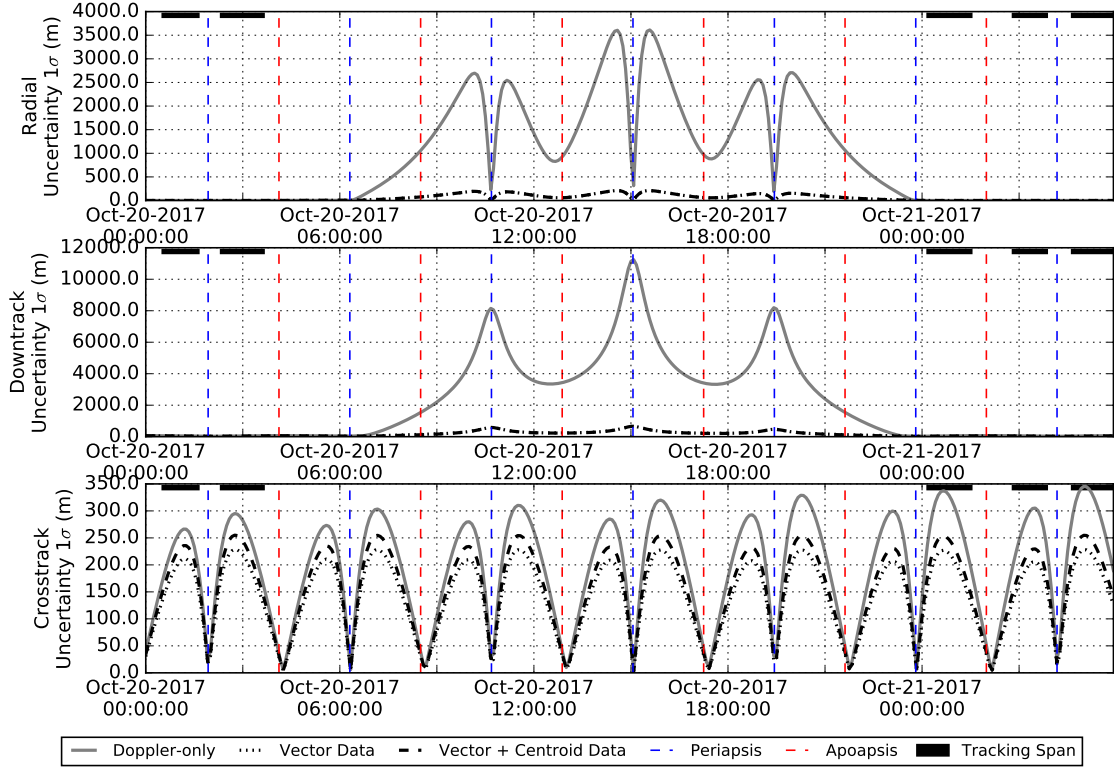 4000.0
3500.0
3000.0
2500.0
2000.0
1500.0
1000.0
500.0
0.0
Radial
Uncertainty 1σ (m)
Oct-20-2017 Oct-20-2017 Oct-20-2017 Oct-20-2017 Oct-21-2017
00:00:00 06:00:00 12:00:00 18:00:00 00:00:00
12000.0
10000.0
8000.0
6000.0
4000.0
2000.0
0.0
Downtrack
Uncertainty 1σ (m)
Oct-20-2017 Oct-20-2017 Oct-20-2017 Oct-20-2017 Oct-21-2017
00:00:00 06:00:00 12:00:00 18:00:00 00:00:00
350.0
300.0
250.0
200.0
150.0
100.0
50.0
0.0
Crosstrack
Uncertainty 1σ (m)
Oct-20-2017 Oct-20-2017 Oct-20-2017 Oct-20-2017 Oct-21-2017
00:00:00 06:00:00 12:00:00 18:00:00 00:00:00
Doppler-only Vector Data Vector + Centroid Data Periapsis Apoapsis Tracking Span